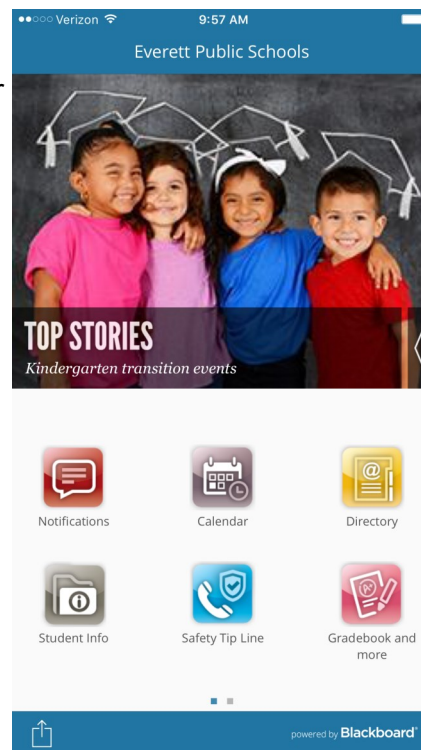 Verizon 9:57 AM
Everett Public Schools
TOP STORIES
Kindergarten transition events
Notifications Calendar Directory
Student Info Safety Tip Line Gradebook and
more
powered by Blackboard